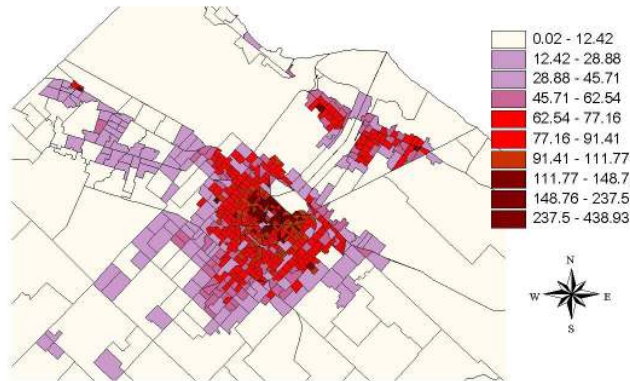 0.02 - 12.42
12.42 - 28.88
28.88 - 45.71
45.71 - 62.54
62.54 - 77.16
77.16 - 91.41
91.41 - 111.77
111.77 - 148.7
148.76 - 237.5
237.5 - 438.93
N
W E
S